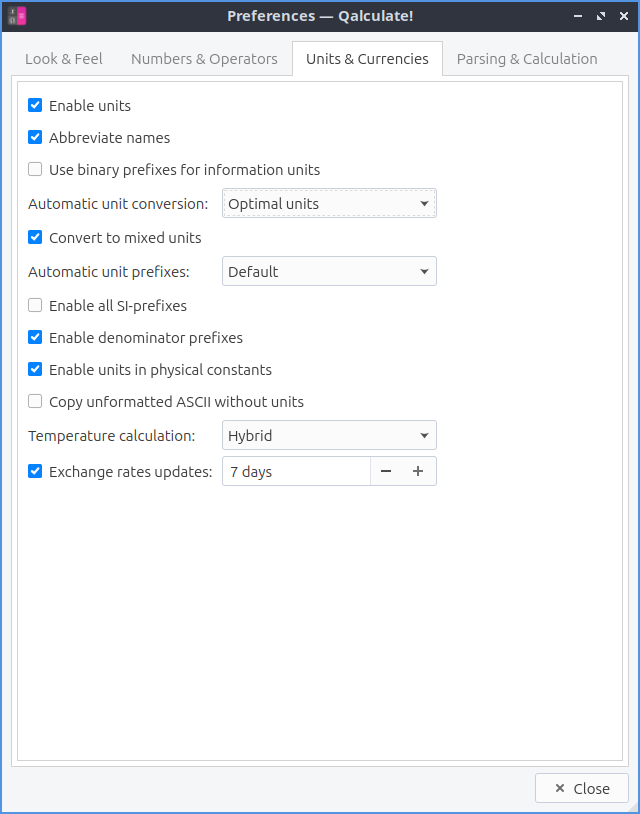 Preferences — Qalculate!
Look & Feel Numbers & Operators Units & Currencies Parsing & Calculation
Enable units
Abbreviate names
Use binary prefixes for information units
Automatic unit conversion: Optimal units
Convert to mixed units
Automatic unit prefixes: Default
Enable all SI-prefixes
Enable denominator prefixes
Enable units in physical constants
Copy unformatted ASCII without units
Temperature calculation: Hybrid
Exchange rates updates: 7 days
Close